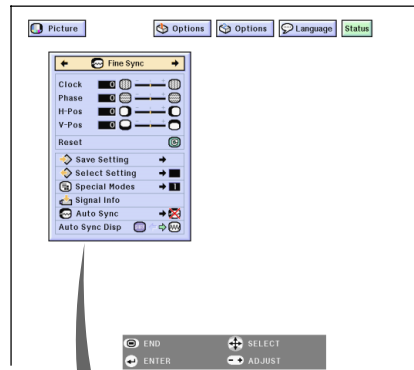 Picture Options Options Language Status
Fine Sync
Clock 0
Phase 0
H-Pos 0
V-Pos 0
Reset
Save Setting
Select Setting
Special Modes 1
Signal Info
Auto Sync
Auto Sync Disp
END SELECT
ENTER ADJUST